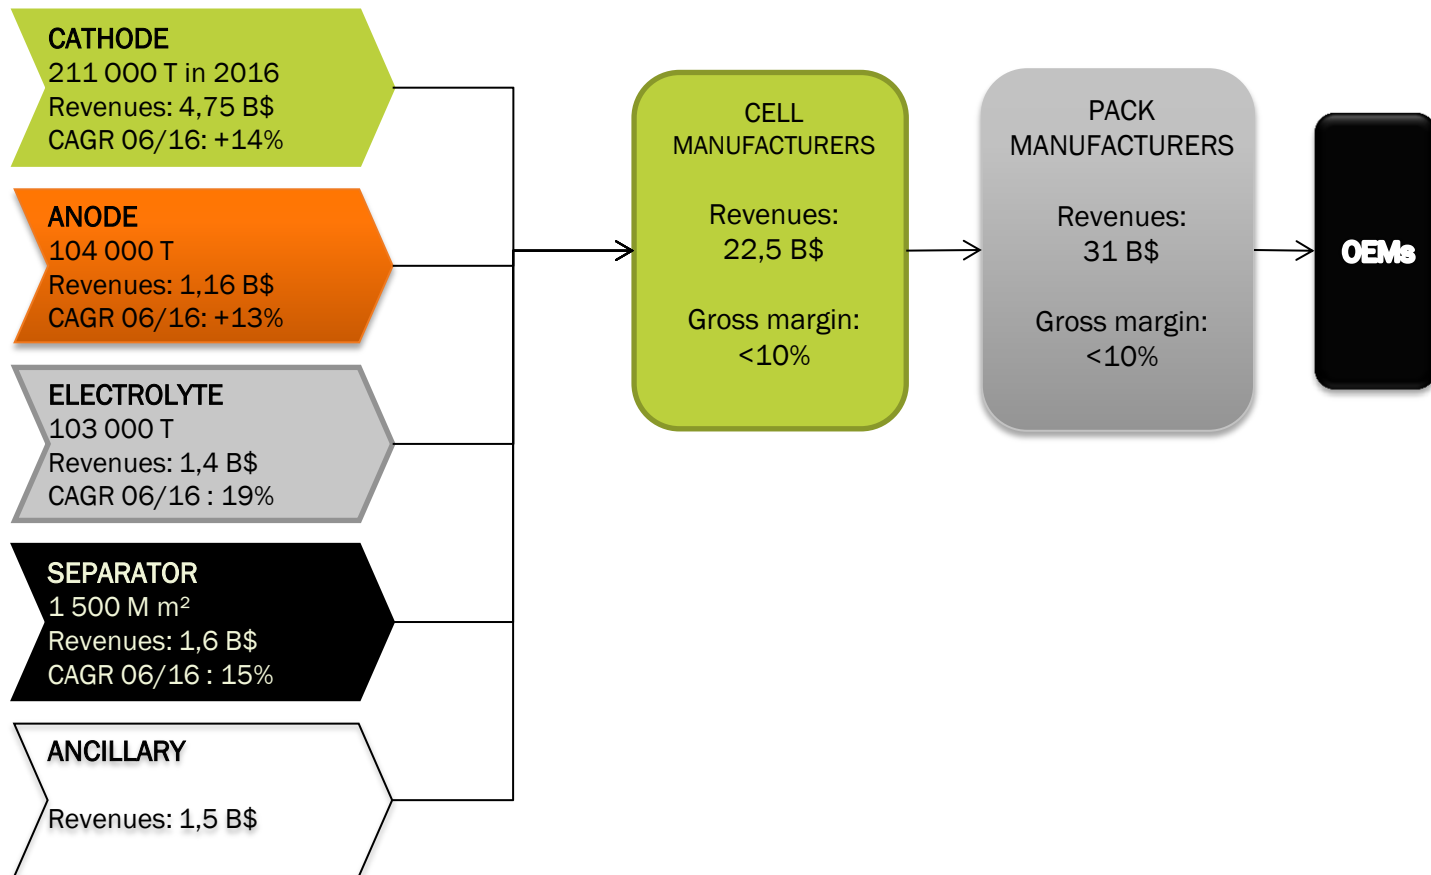 CATHODE
211 000 T in 2016
Revenues: 4,75 B$
CAGR 06/16: +14%
ANODE
104 000 T
Revenues: 1,16 B$
CAGR 06/16: +13%
ELECTROLYTE
103 000 T
Revenues: 1,4 B$
CAGR 06/16 : 19%
SEPARATOR
1 500 M m²
Revenues: 1,6 B$
CAGR 06/16 : 15%
ANCILLARY
Revenues: 1,5 B$
CELL
MANUFACTURERS
Revenues:
22,5 B$
Gross margin:
<10%
PACK
MANUFACTURERS
Revenues:
31 B$
Gross margin:
<10%
OEMs